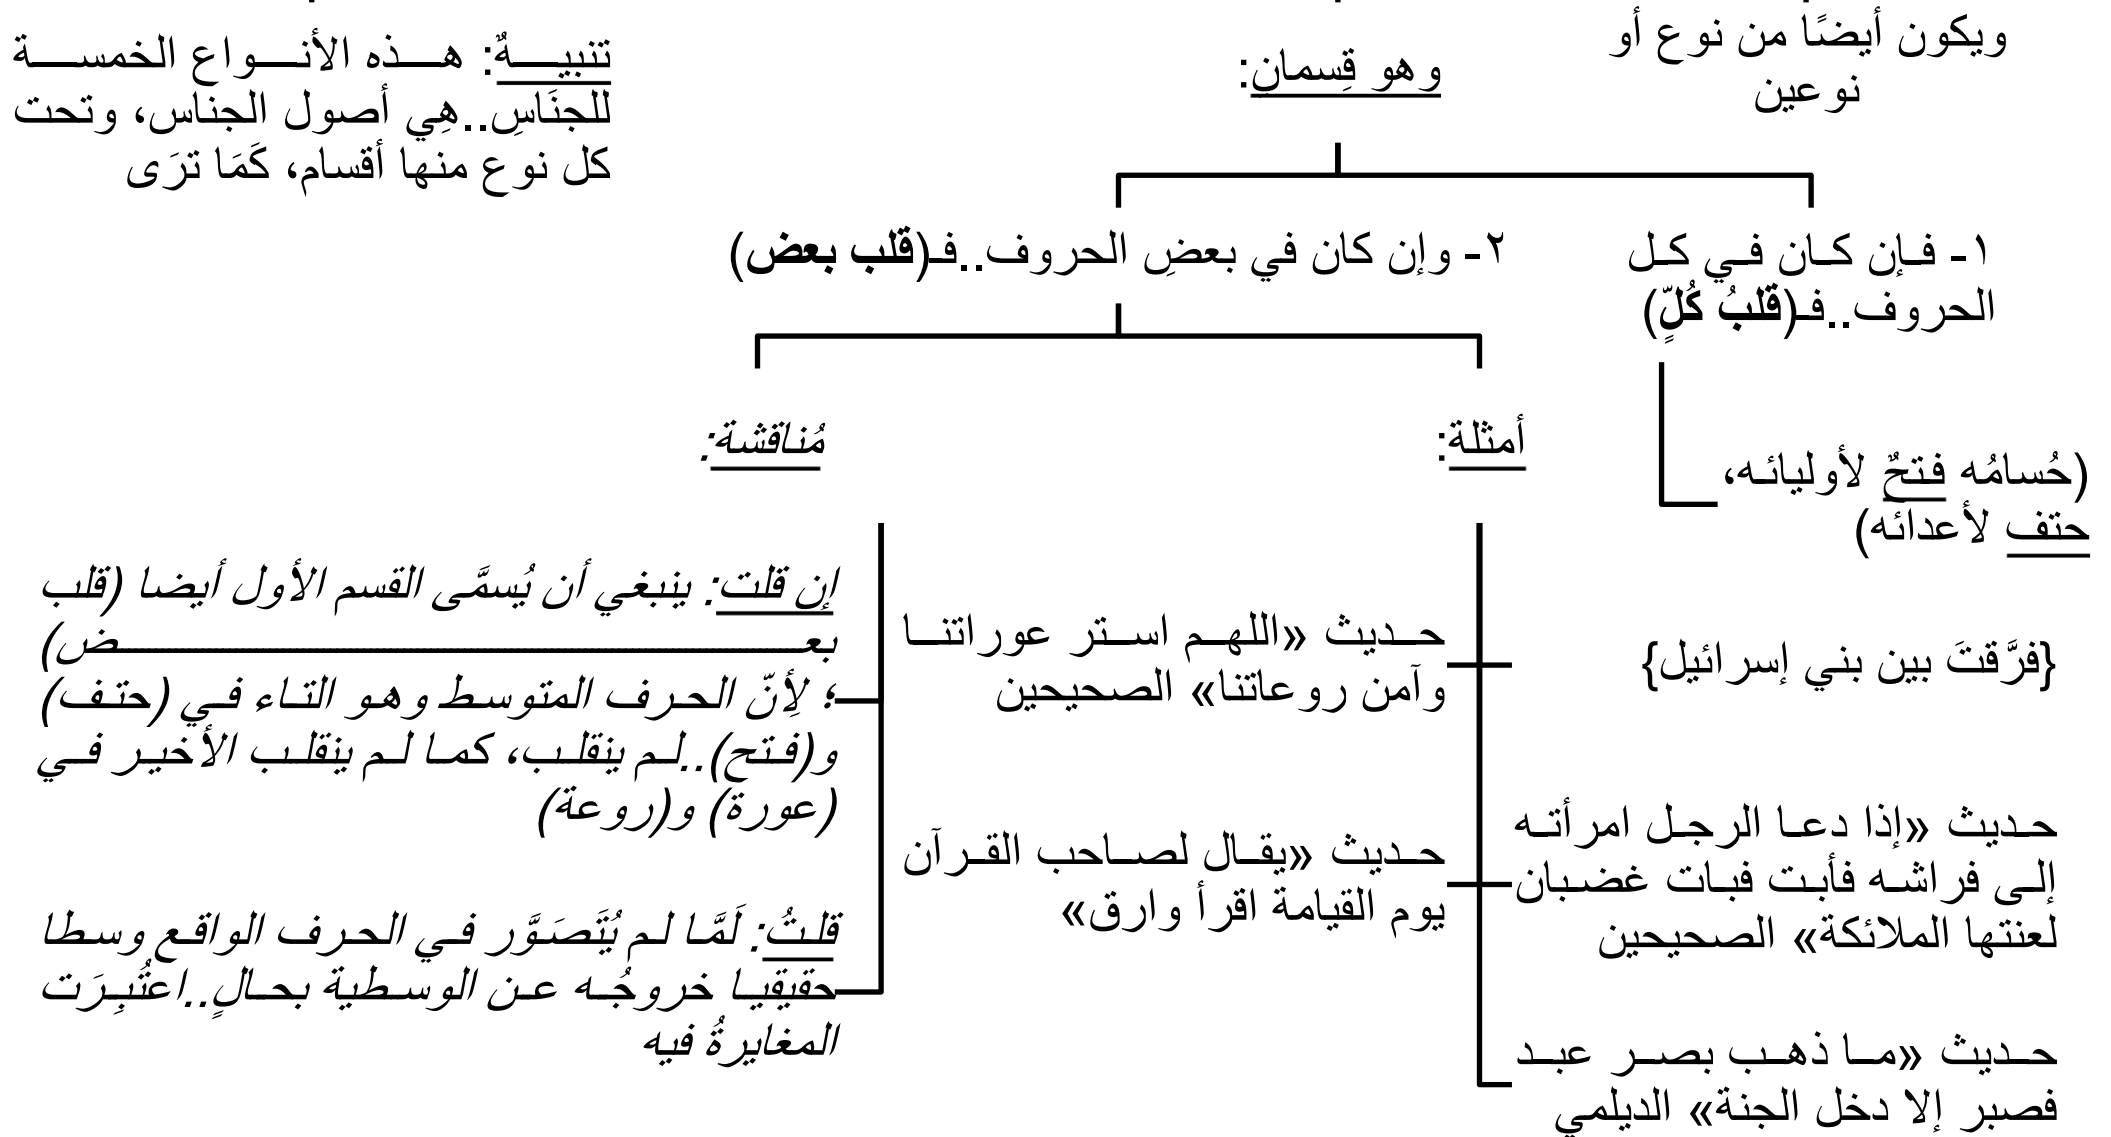 ويكون أيضًا من نوع أو
نوعين
وهو قِسمانِ:
تنبيهٌ: هذه الأنواع الخمسة
للجنَاسِ..هِي أصول الجناس، وتحت
كل نوع منها أقسام، كَمَا ترَى
١- فإن كان في كل
الحروف..فـ(قلبُ كُلٍّ)
٢- وإن كان في بعضِ الحروف..فـ(قلب بعض)
(حُسامُه فتحٌ لأوليائه،
حتف لأعدائه)
أمثلة:
{فرَّقتَ بين بني إسرائيل}
حديث «اللهم استر عوراتنا
وآمن روعاتنا» الصحيحين
حديث «إذا دعا الرجل امرأته
إلى فراشه فأبت فبات غضبان
لعنتها الملائكة» الصحيحين
حديث «يقال لصاحب القرآن
يوم القيامة اقرأ وارق»
حديث «ما ذهب بصر عبد
فصبر إلا دخل الجنة» الديلمي
مُناقشة:
إن قلت: ينبغي أن يُسمَّى القسم الأول أيضا (قلب
بعض)
؛ لِأنّ الحرف المتوسط وهو التاء في (حتف)
و(فتح)..لم ينقلب، كما لم ينقلب الأخير في
(عورة) و(روعة)
قلتُ: لَمَّا لم يُتَصَوَّر في الحرف الواقع وسطا
حقيقيا خروجُه عن الوسطية بحالٍ..اعتُبِرَت
المغايرةُ فيه